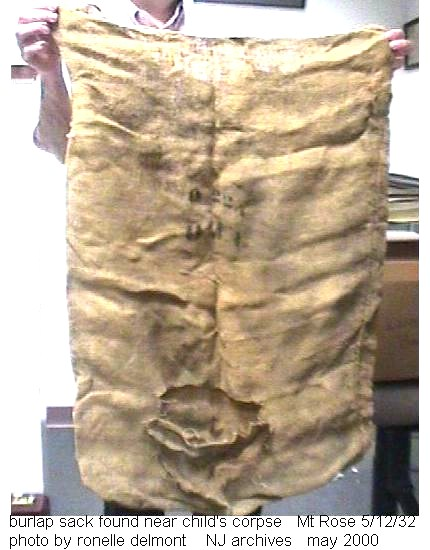 burlap sack found near child's corpse Mt Rose 5/12/32
photo by ronelle delmont NJ archives may 2000